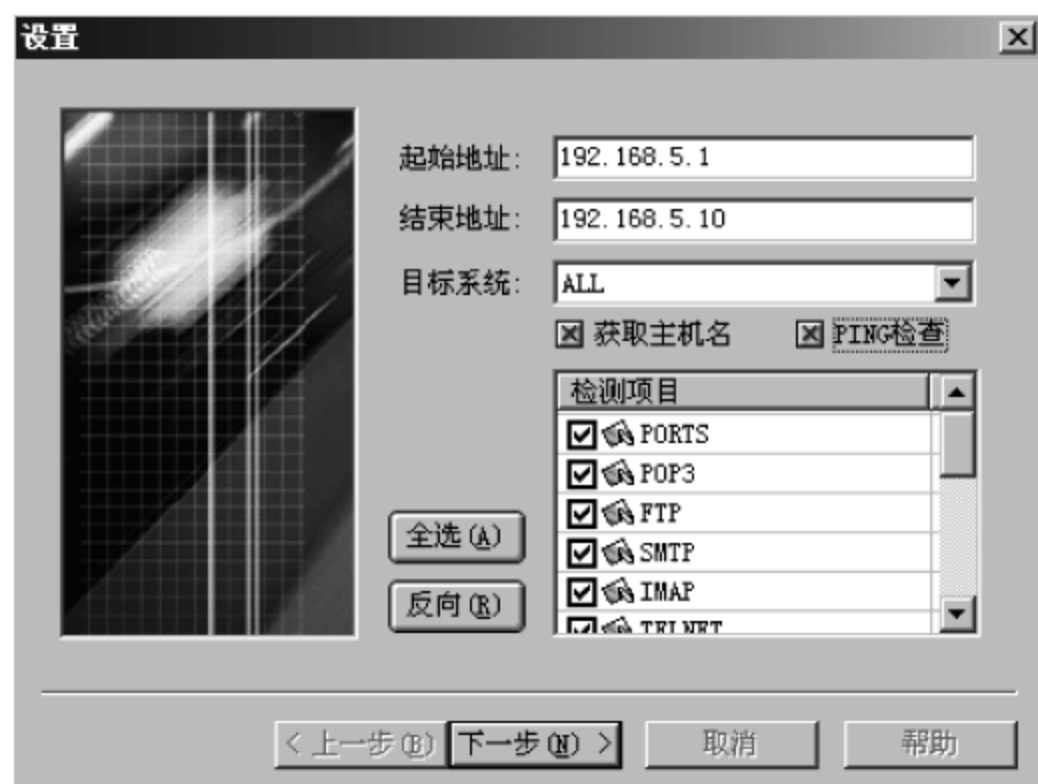 设置
起始地址: 192.168.5.1
结束地址: 192.168.5.10
目标系统: ALL
获取主机名 PING检查
检测项目
PORTS
POP3
FTP
SMTP
IMAP
TELNET
全选(A)
反向(R)
< 上一步(B) 下一步(N) > 取消 帮助